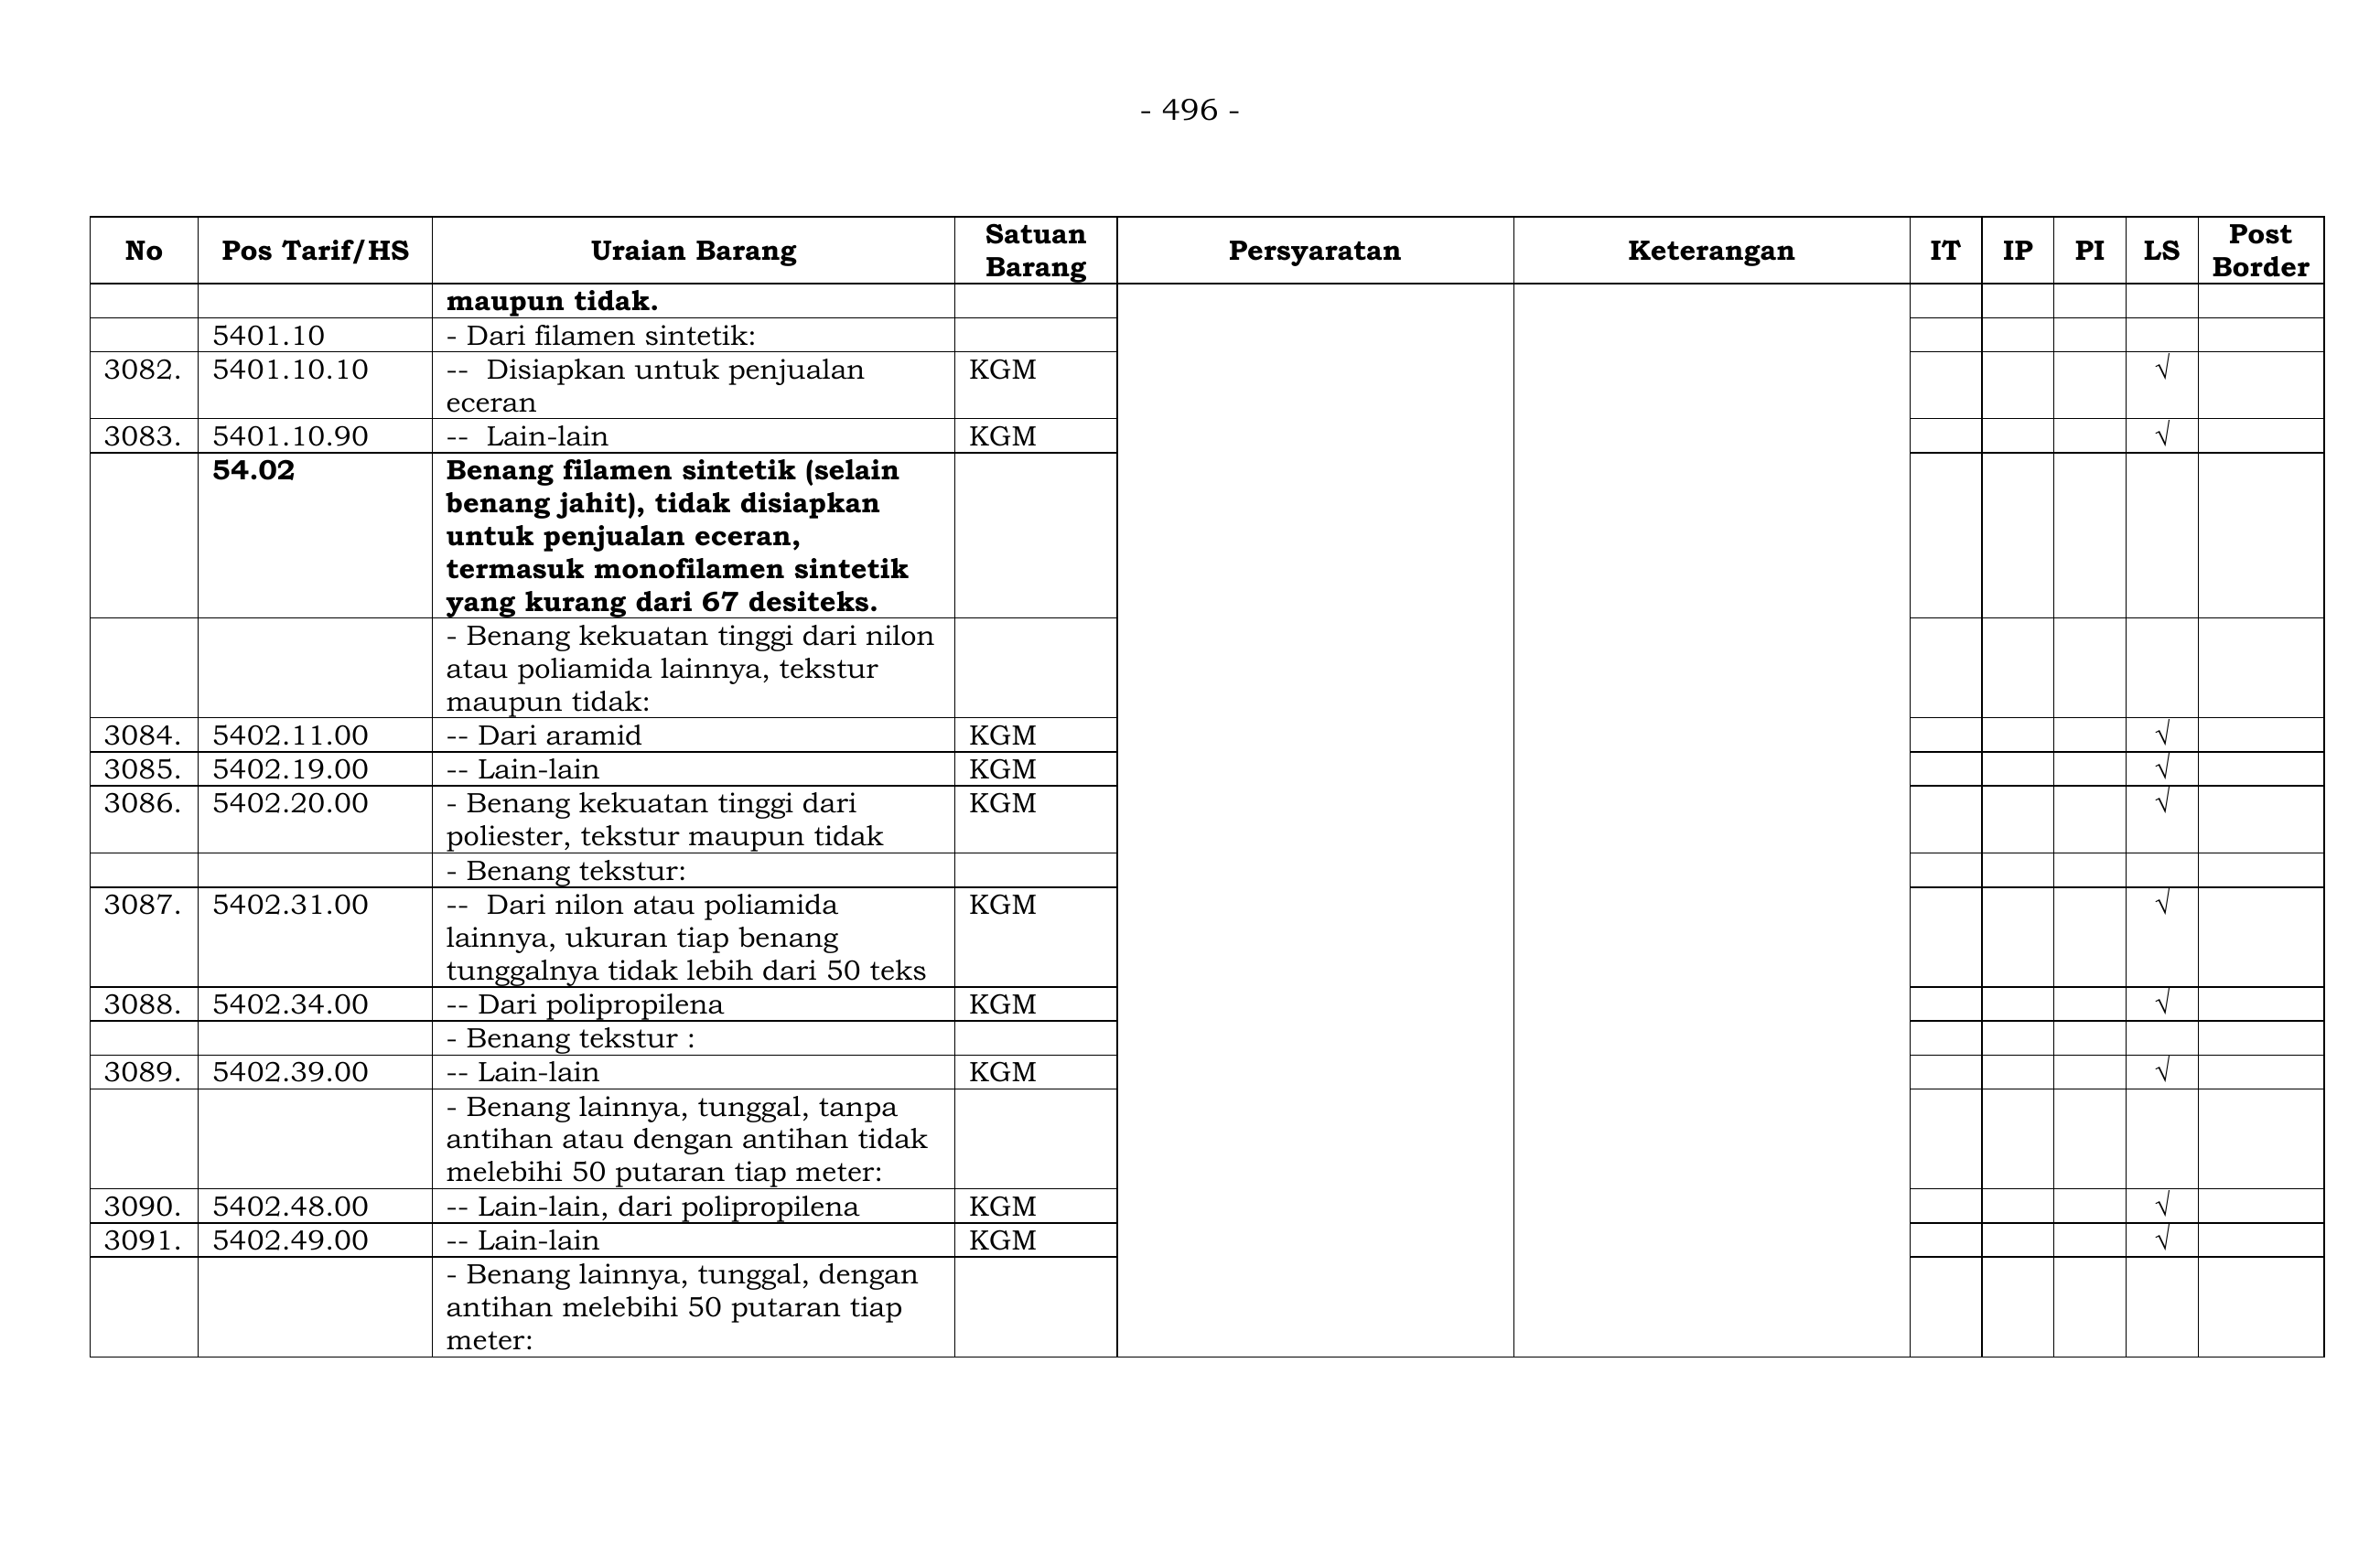 - 496 -
No Pos Tarif/HS Uraian Barang Satuan Barang Persyaratan Keterangan IT IP PI LS Post Border
maupun tidak.
5401.10 - Dari filamen sintetik:
3082. 5401.10.10 -- Disiapkan untuk penjualan KGM √
eceran
3083. 5401.10.90 -- Lain-lain KGM √
54.02 Benang filamen sintetik (selain
benang jahit), tidak disiapkan
untuk penjualan eceran,
termasuk monofilamen sintetik
yang kurang dari 67 desiteks.
- Benang kekuatan tinggi dari nilon
atau poliamida lainnya, tekstur
maupun tidak:
3084. 5402.11.00 -- Dari aramid KGM √
3085. 5402.19.00 -- Lain-lain KGM √
3086. 5402.20.00 - Benang kekuatan tinggi dari KGM √
poliester, tekstur maupun tidak
- Benang tekstur:
3087. 5402.31.00 -- Dari nilon atau poliamida KGM √
lainnya, ukuran tiap benang
tunggalnya tidak lebih dari 50 teks
3088. 5402.34.00 -- Dari polipropilena KGM √
- Benang tekstur :
3089. 5402.39.00 -- Lain-lain KGM √
- Benang lainnya, tunggal, tanpa
antihan atau dengan antihan tidak
melebihi 50 putaran tiap meter:
3090. 5402.48.00 -- Lain-lain, dari polipropilena KGM √
3091. 5402.49.00 -- Lain-lain KGM √
- Benang lainnya, tunggal, dengan
antihan melebihi 50 putaran tiap
meter: